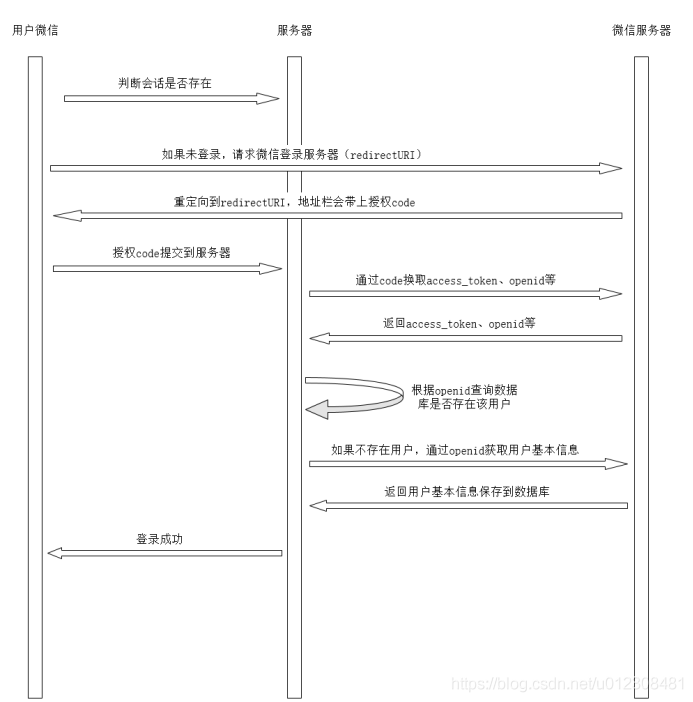 用户微信
服务器
微信服务器
判断会话是否存在
如果未登录，请求微信登录服务器（redirectURI）
重定向到redirectURI，地址栏会带上授权code
授权code提交到服务器
通过code换取access_token、openid等
返回access_token、openid等
根据openid查询数据
库是否存在该用户
如果不存在用户，通过openid获取用户基本信息
返回用户基本信息保存到数据库
登录成功
https://blog.csdn.net/u012308481